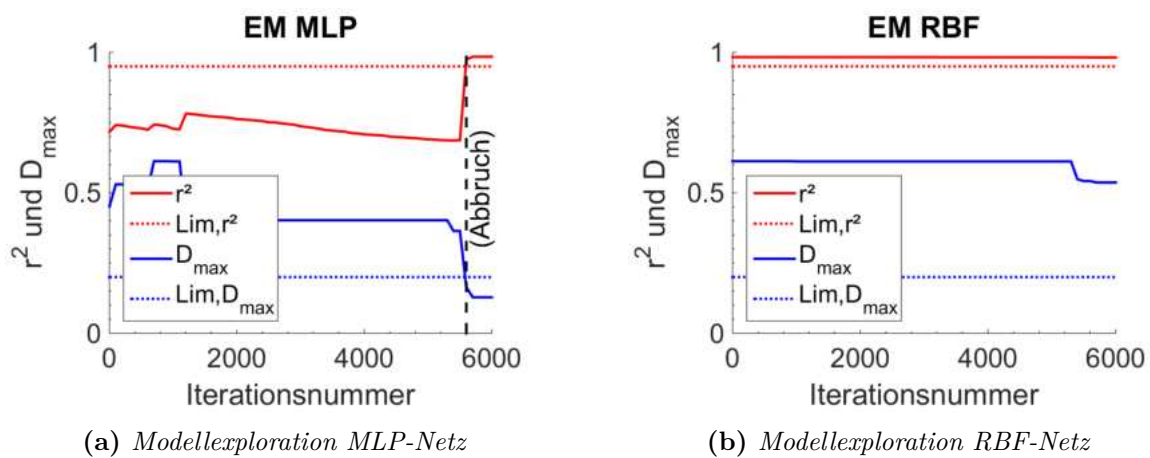 EM MLP
r² und D_max
1
0.5
0
r²
Lim,r²
D_max
Lim,D_max
(Abbruch)
0 2000 4000 6000
Iterationsnummer
(a) Modellexploration MLP-Netz
EM RBF
r² und D_max
1
0.5
0
r²
Lim,r²
D_max
Lim,D_max
0 2000 4000 6000
Iterationsnummer
(b) Modellexploration RBF-Netz